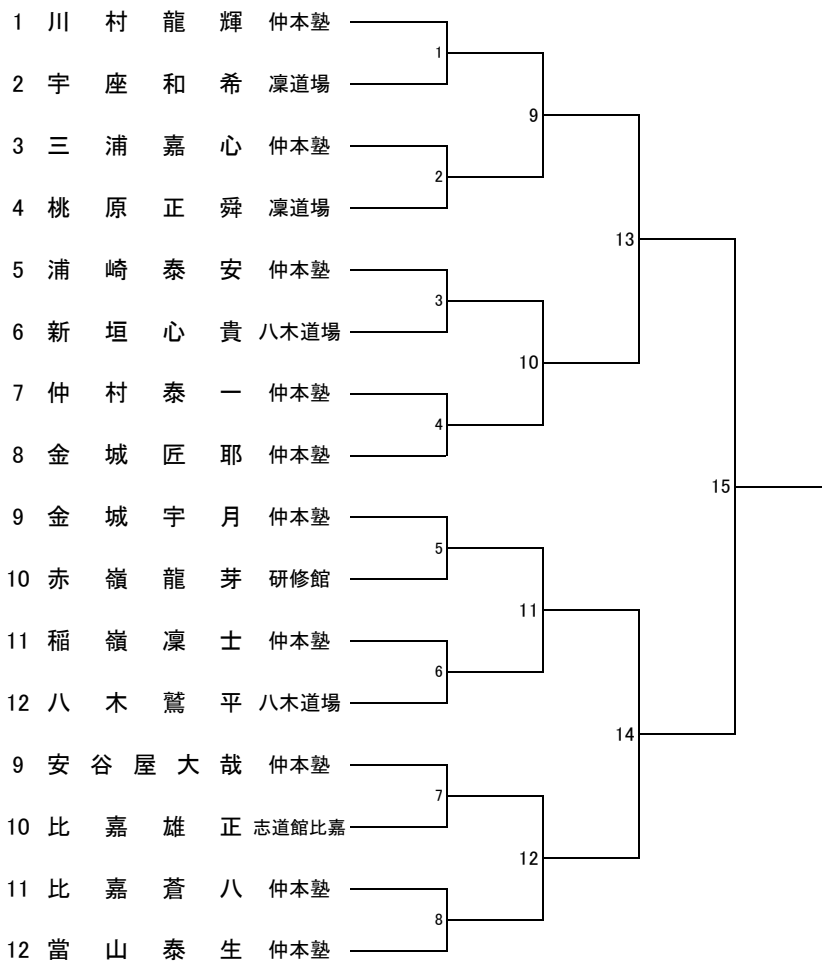 1 川村龍輝 仲本塾
1
2 宇座和希 凜道場
9
3 三浦嘉心 仲本塾
2
4 桃原正舜 凜道場
13
5 浦崎泰安 仲本塾
3
6 新垣心貴 八木道場
10
7 仲村泰一 仲本塾
4
8 金城匠耶 仲本塾
15
9 金城宇月 仲本塾
5
10 赤嶺龍芽 研修館
11
11 稲嶺凜士 仲本塾
6
12 八木鷲平 八木道場
14
9 安谷屋大哉 仲本塾
7
10 比嘉雄正 志道館比嘉
12
11 比嘉蒼八 仲本塾
8
12 當山泰生 仲本塾